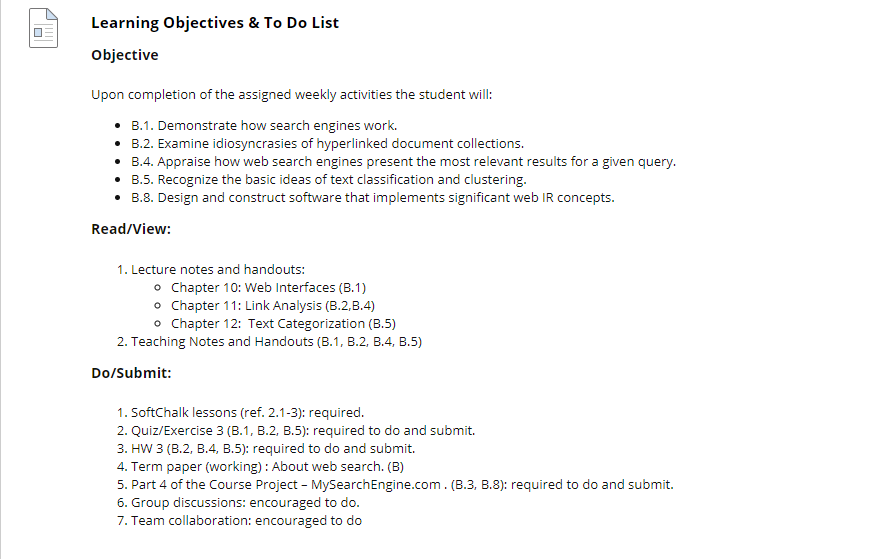 Learning Objectives & To Do List
Objective
Upon completion of the assigned weekly activities the student will:
• B.1. Demonstrate how search engines work.
• B.2. Examine idiosyncrasies of hyperlinked document collections.
• B.4. Appraise how web search engines present the most relevant results for a given query.
• B.5. Recognize the basic ideas of text classification and clustering.
• B.8. Design and construct software that implements significant web IR concepts.
Read/View:
1. Lecture notes and handouts:
○ Chapter 10: Web Interfaces (B.1)
○ Chapter 11: Link Analysis (B.2,B.4)
○ Chapter 12:  Text Categorization (B.5)
2. Teaching Notes and Handouts (B.1, B.2, B.4, B.5)
Do/Submit:
1. SoftChalk lessons (ref. 2.1-3): required.
2. Quiz/Exercise 3 (B.1, B.2, B.5): required to do and submit.
3. HW 3 (B.2, B.4, B.5): required to do and submit.
4. Term paper (working) : About web search. (B)
5. Part 4 of the Course Project – MySearchEngine.com . (B.3, B.8): required to do and submit.
6. Group discussions: encouraged to do.
7. Team collaboration: encouraged to do